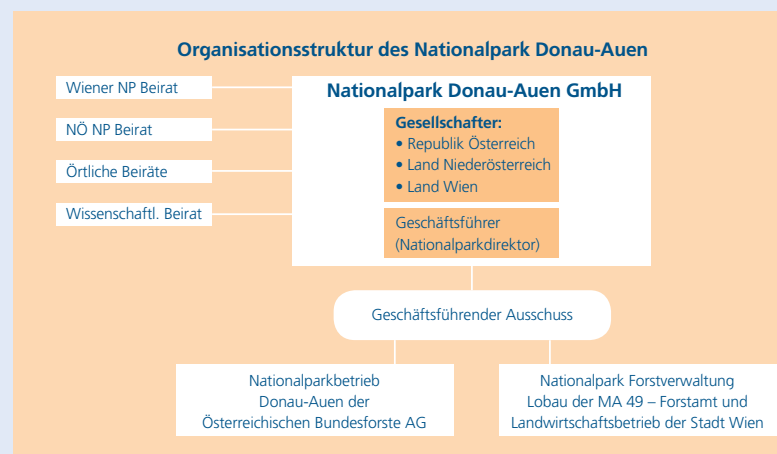 Organisationsstruktur des Nationalpark Donau-Auen
Wiener NP Beirat
NÖ NP Beirat
Örtliche Beiräte
Wissenschaftl. Beirat
Nationalpark Donau-Auen GmbH
Gesellschafter:
• Republik Österreich
• Land Niederösterreich
• Land Wien
Geschäftsführer
(Nationalparkdirektor)
Geschäftsführender Ausschuss
Nationalparkbetrieb
Donau-Auen der
Österreichischen Bundesforste AG
Nationalpark Forstverwaltung
Lobau der MA 49 – Forstamt und
Landwirtschaftsbetrieb der Stadt Wien